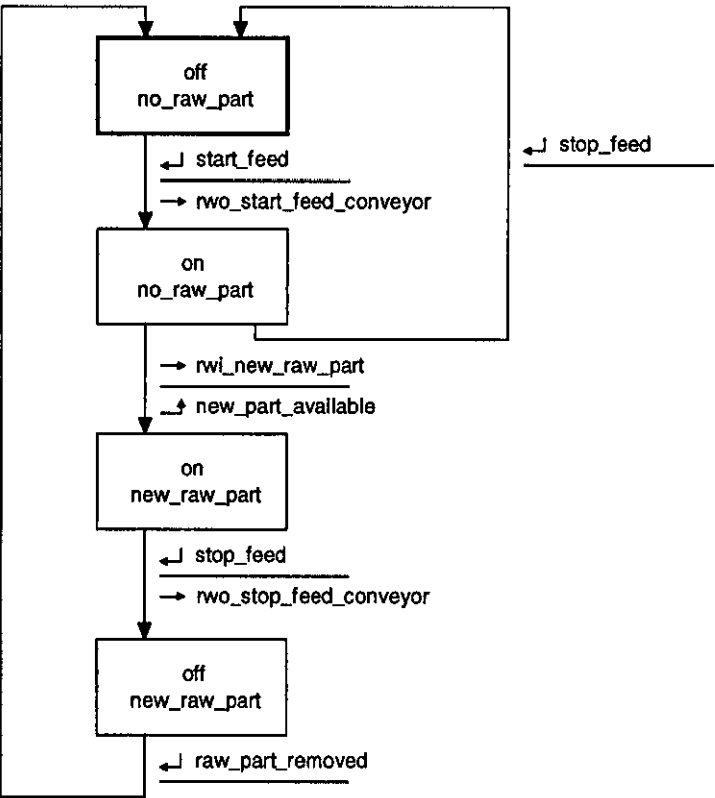 off
no_raw_part
start_feed
rwo_start_feed_conveyor
stop_feed
on
no_raw_part
rwi_new_raw_part
new_part_available
on
new_raw_part
stop_feed
rwo_stop_feed_conveyor
off
new_raw_part
raw_part_removed